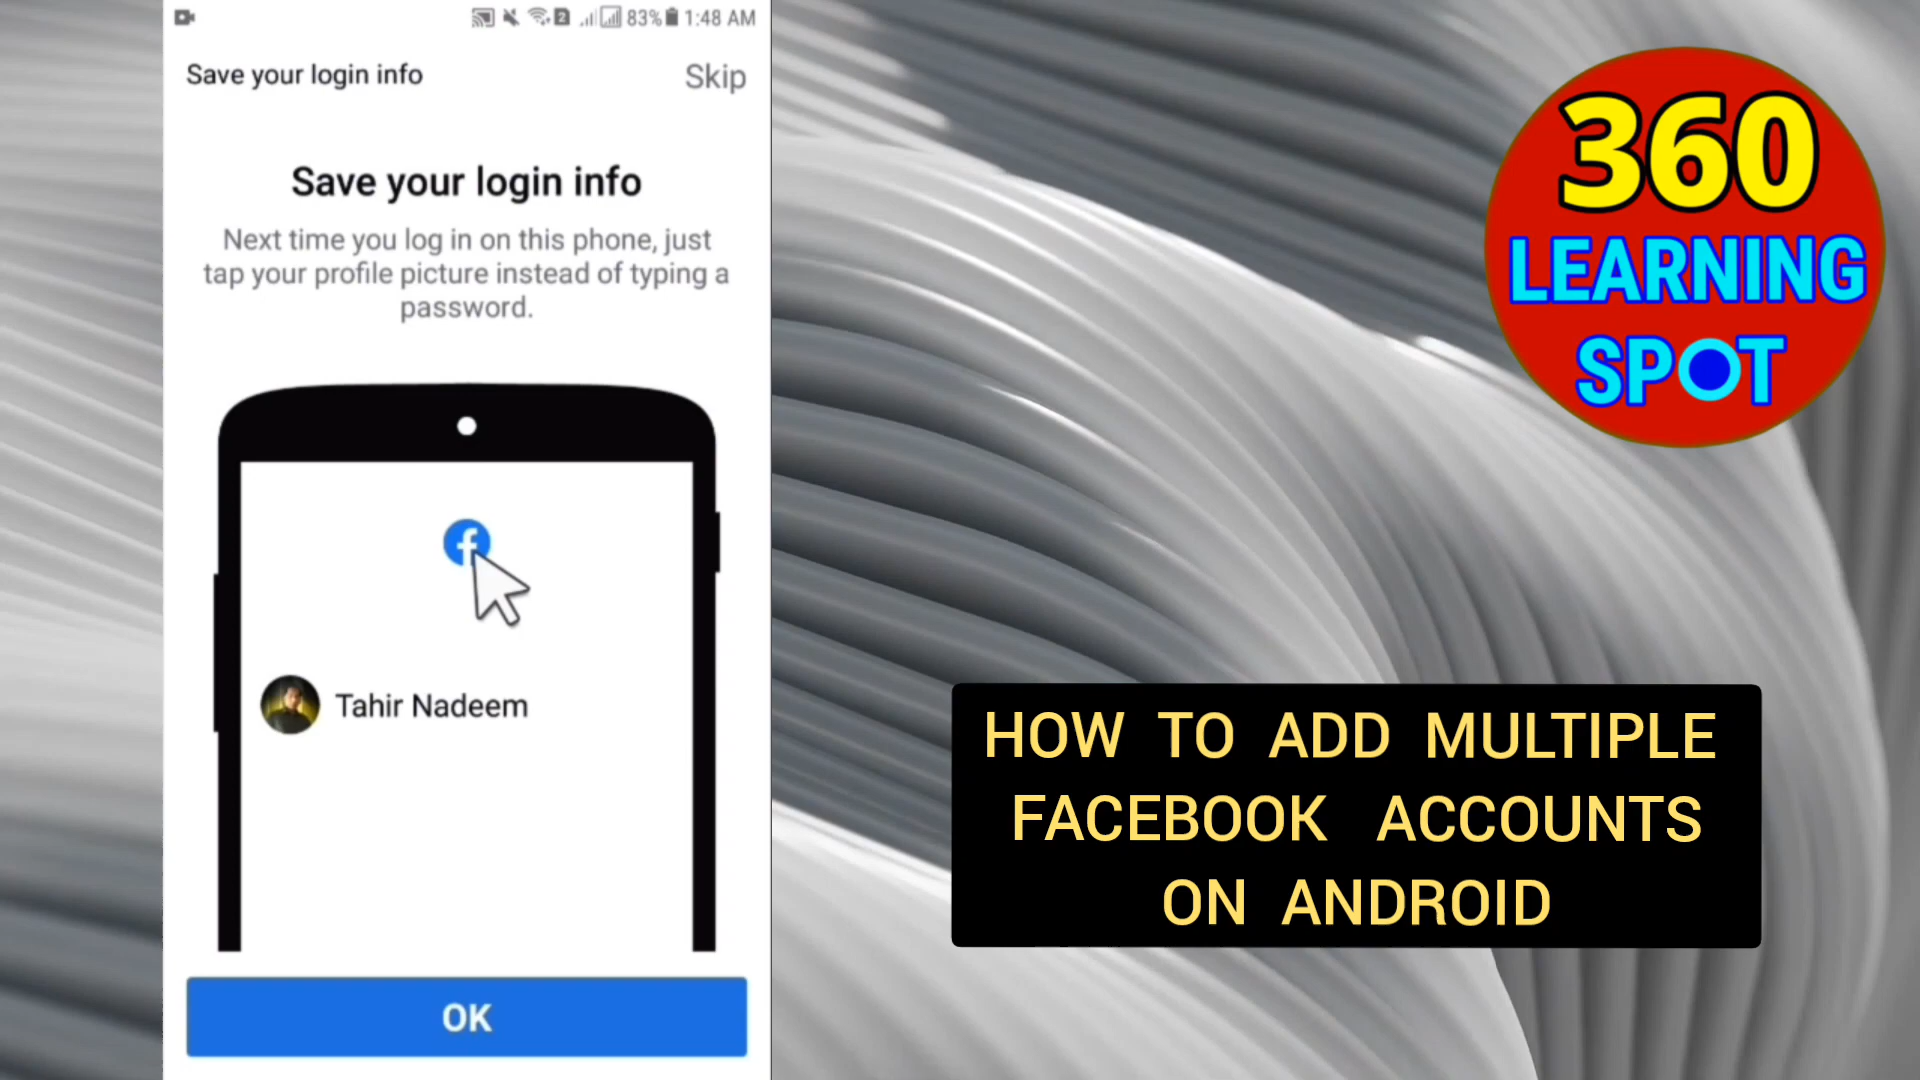 83% 1:48 AM
Save your login info
Skip
Save your login info
Next time you log in on this phone, just
tap your profile picture instead of typing a
password.
Tahir Nadeem
OK
360
LEARNING
SPOT
HOW TO ADD MULTIPLE
FACEBOOK ACCOUNTS
ON ANDROID